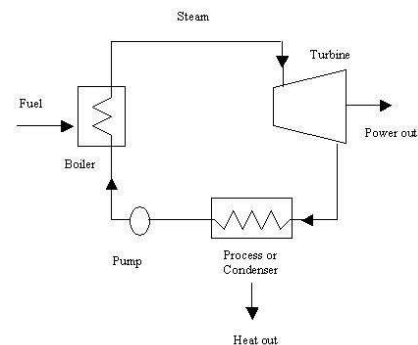 Steam
Turbine
Fuel
Power out
Boiler
Process or
Condenser
Pump
Heat out